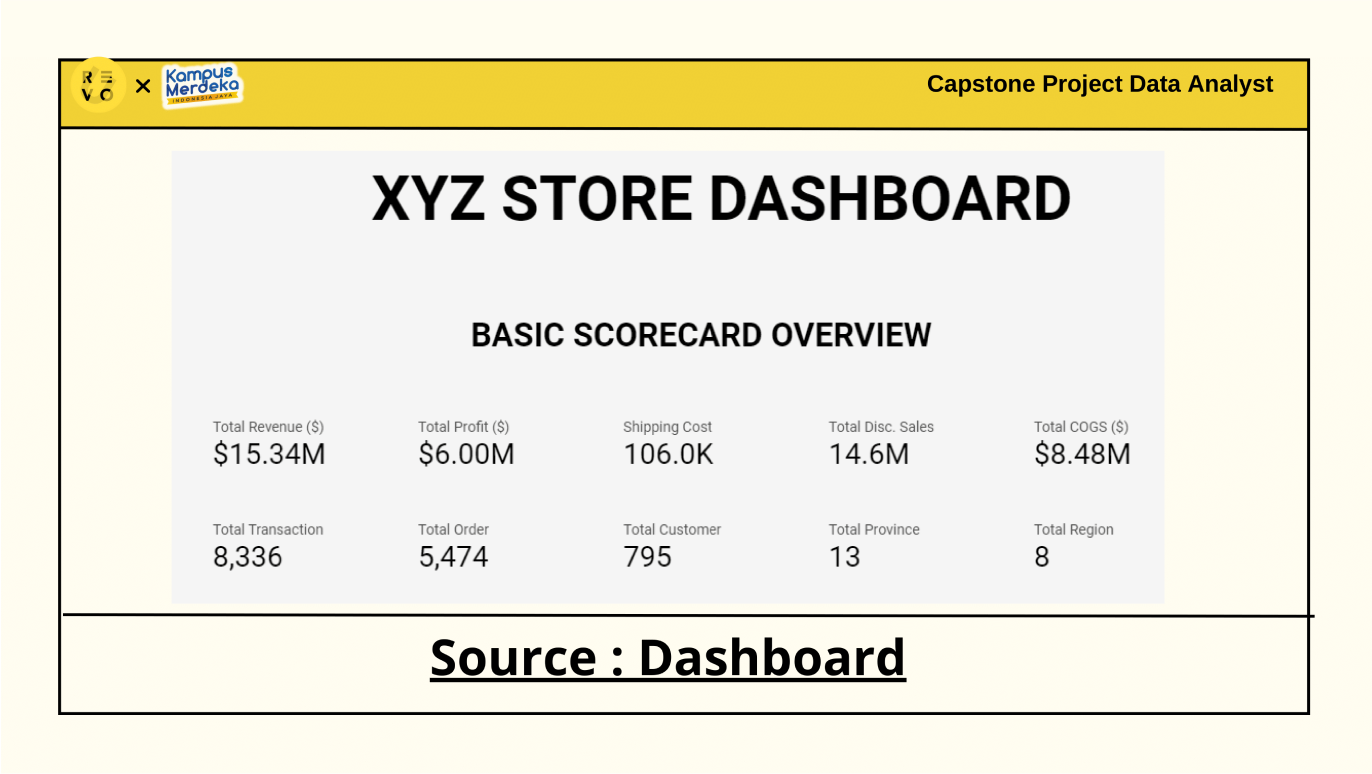 RE
VO
×
Kampus
Merdeka
INDONESIA JAYA
Capstone Project Data Analyst
XYZ STORE DASHBOARD
BASIC SCORECARD OVERVIEW
Total Revenue ($) Total Profit ($) Shipping Cost Total Disc. Sales Total COGS ($)
$15.34M $6.00M 106.0K 14.6M $8.48M
Total Transaction Total Order Total Customer Total Province Total Region
8,336 5,474 795 13 8
Source : Dashboard